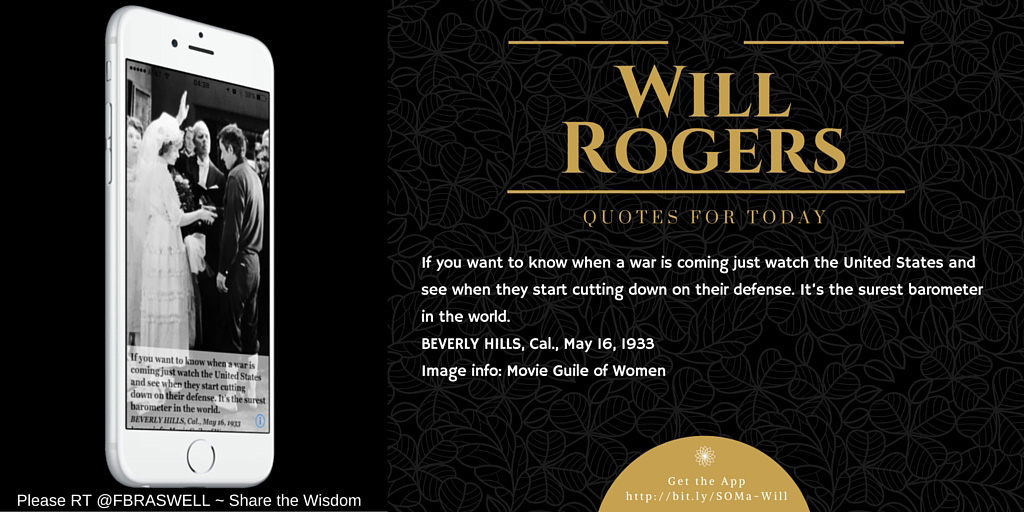 WILL
ROGERS
QUOTES FOR TODAY
If you want to know when a war is coming just watch the United States and
see when they start cutting down on their defense. It's the surest barometer
in the world.
BEVERLY HILLS, Cal., May 16, 1933
Image info: Movie Guile of Women
If you want to know when a war is
coming just watch the United States
and see when they start cutting
down on their defense. It's the surest
barometer in the world.
BEVERLY HILLS, Cal., May 16, 1933
Please RT @FBRASWELL ~ Share the Wisdom
Get the App
http://bit.ly/SOMa-Will